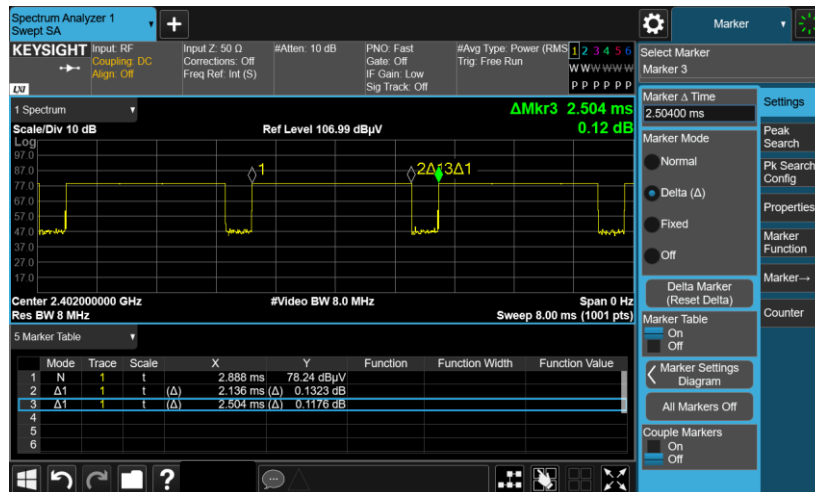 Spectrum Analyzer 1
Swept SA
Marker
KEYSIGHT
Input: RF
Coupling: DC
Align: Off
Input Z: 50 Ω
Corrections: Off
Freq Ref: Int (S)
#Atten: 10 dB
PNO: Fast
Gate: Off
IF Gain: Low
Sig Track: Off
#Avg Type: Power (RMS
Trig: Free Run
1 2 3 4 5 6
W W W W W W
P P P P P P
LXI
Select Marker
Marker 3
1 Spectrum
ΔMkr3 2.504 ms
0.12 dB
Scale/Div 10 dB
Ref Level 106.99 dBµV
Log
97.0
87.0
77.0
67.0
57.0
47.0
37.0
27.0
17.0
1
2Δ1
3Δ1
Center 2.402000000 GHz
Res BW 8 MHz
#Video BW 8.0 MHz
Span 0 Hz
Sweep 8.00 ms (1001 pts)
5 Marker Table
Mode Trace Scale X Y Function Function Width Function Value
1 N 1 t 2.888 ms 78.24 dBµV
2 Δ1 1 t (Δ) 2.136 ms (Δ) 0.1323 dB
3 Δ1 1 t (Δ) 2.504 ms (Δ) 0.1176 dB
4
5
6
?
Marker Δ Time
2.50400 ms
Marker Mode
Normal
Delta (Δ)
Fixed
Off
Delta Marker
(Reset Delta)
Marker Table
On
Off
Marker Settings
Diagram
All Markers Off
Couple Markers
On
Off
Settings
Peak
Search
Pk Search
Config
Properties
Marker
Function
Marker→
Counter